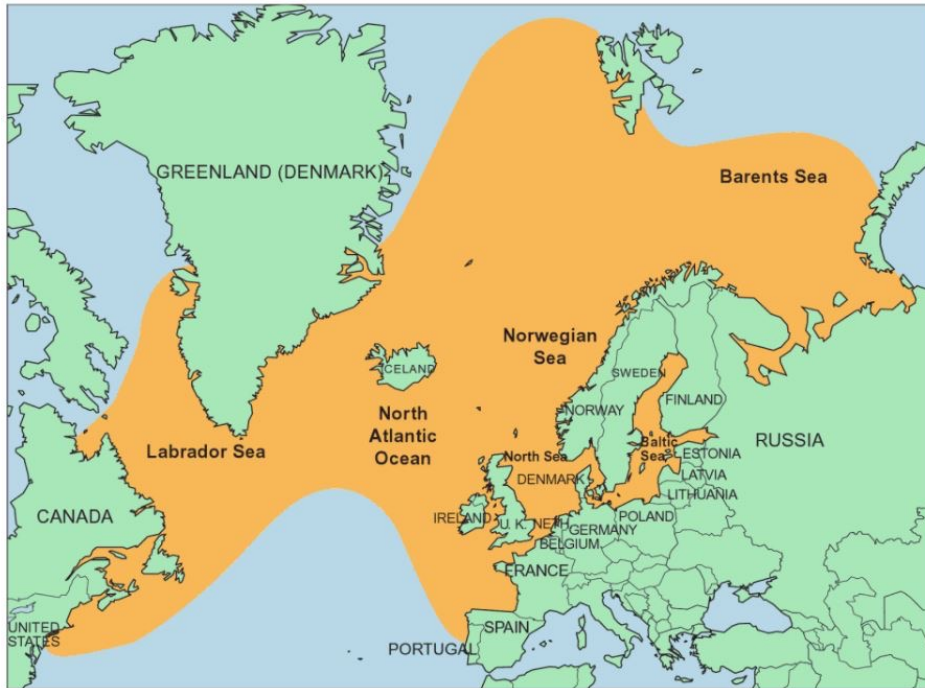 GREENLAND (DENMARK)
Barents Sea
Norwegian
Sea
ICELAND
SWEDEN
FINLAND
NORWAY
North
Atlantic
Ocean
Labrador Sea
North Sea
Baltic
Sea
RUSSIA
ESTONIA
DENMARK
LATVIA
LITHUANIA
CANADA
IRELAND
U. K.
NETH
POLAND
GERMANY
BELGIUM
FRANCE
UNITED
STATES
SPAIN
PORTUGAL